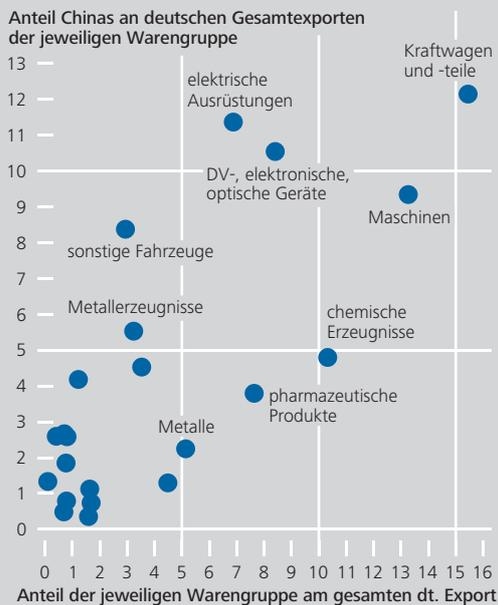 Anteil Chinas an deutschen Gesamtexporten
der jeweiligen Warengruppe
Kraftwagen
und -teile
elektrische
Ausrüstungen
DV-, elektronische,
optische Geräte
Maschinen
sonstige Fahrzeuge
Metallerzeugnisse
chemische
Erzeugnisse
pharmazeutische
Produkte
Metalle
13
12
11
10
9
8
7
6
5
4
3
2
1
0
0 1 2 3 4 5 6 7 8 9 10 11 12 13 14 15 16
Anteil der jeweiligen Warengruppe am gesamten dt. Export